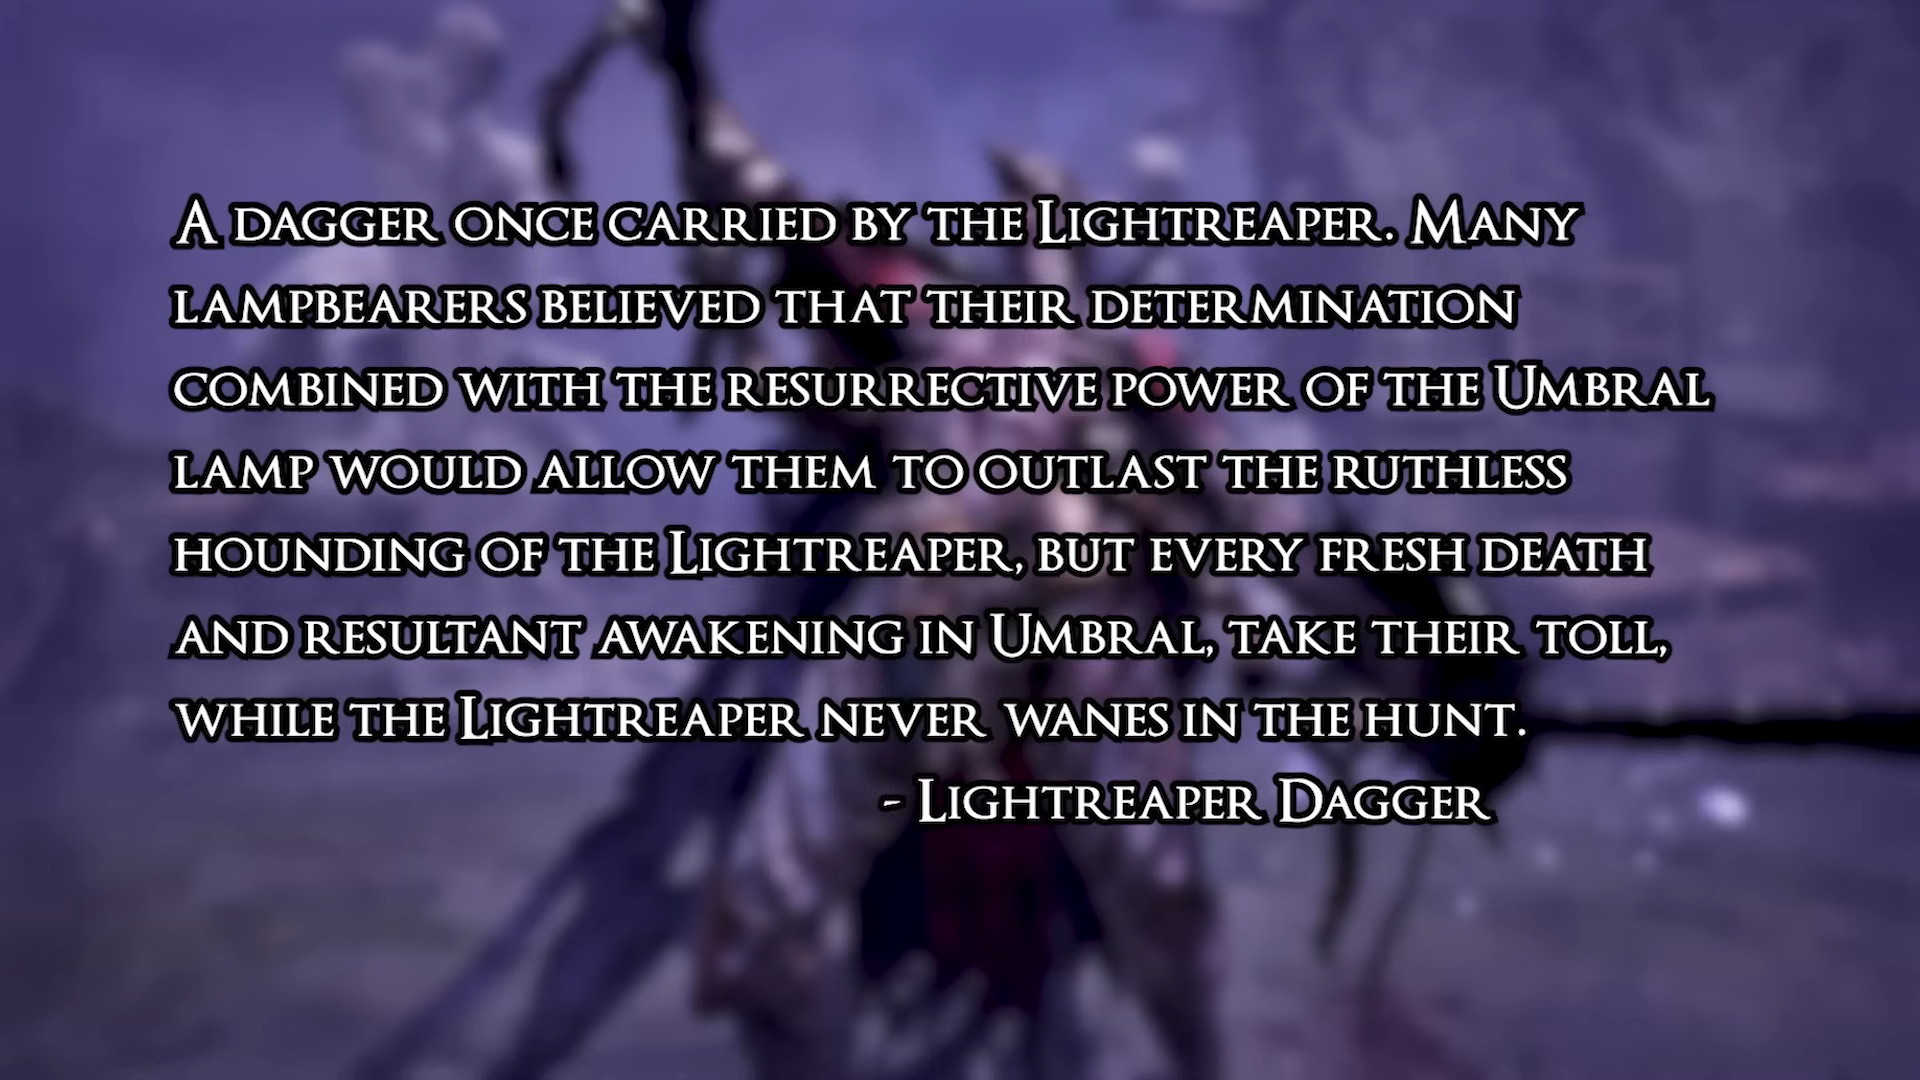 A dagger once carried by the Lightreaper. Many
lampbearers believed that their determination
combined with the resurrective power of the Umbral
lamp would allow them to outlast the ruthless
hounding of the Lightreaper, but every fresh death
and resultant awakening in Umbral, take their toll,
while the Lightreaper never wanes in the hunt.
- Lightreaper Dagger